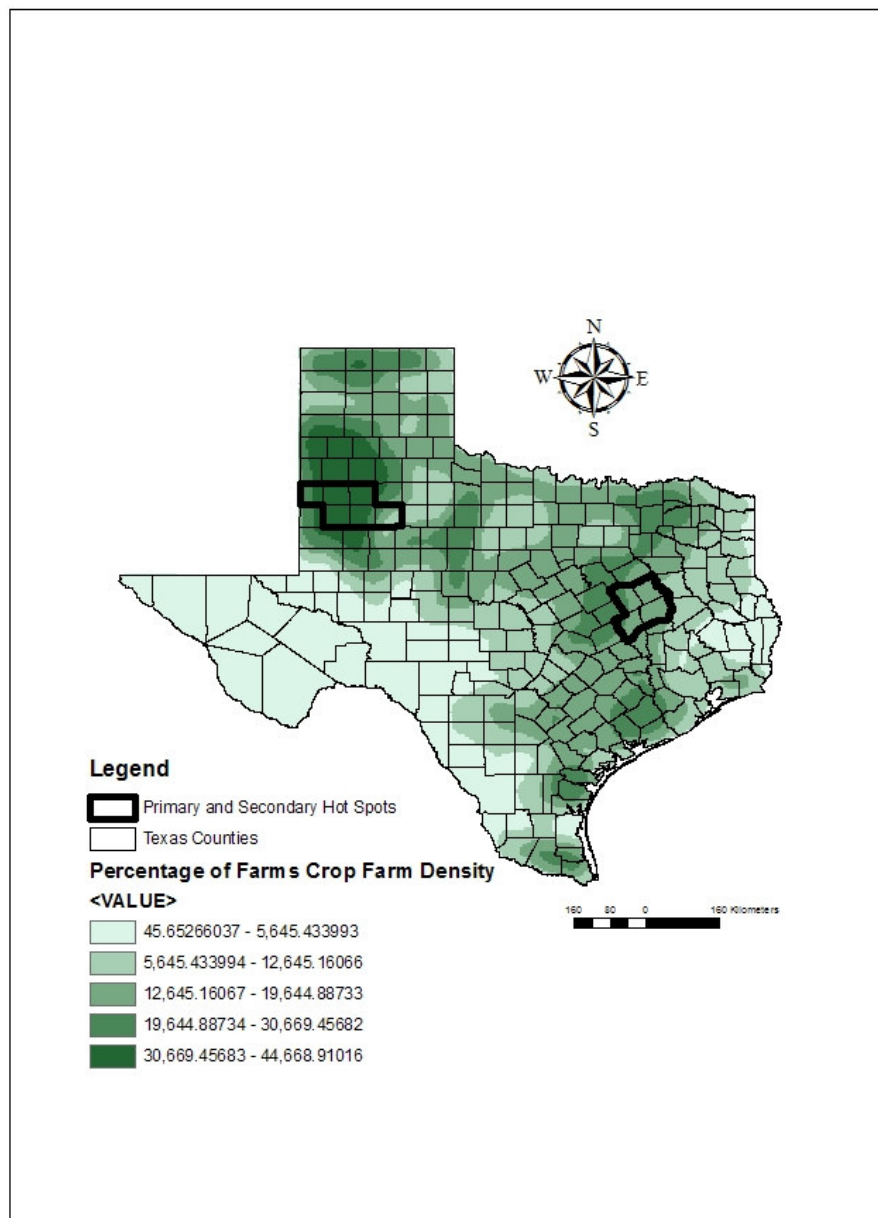 N
W E
S
Legend
Primary and Secondary Hot Spots
Texas Counties
Percentage of Farms Crop Farm Density
<VALUE>
45.65266037 - 5,645.433993
5,645.433994 - 12,645.16066
12,645.16067 - 19,644.88733
19,644.88734 - 30,669.45682
30,669.45683 - 44,668.91016
160 80 0 160 Kilometers